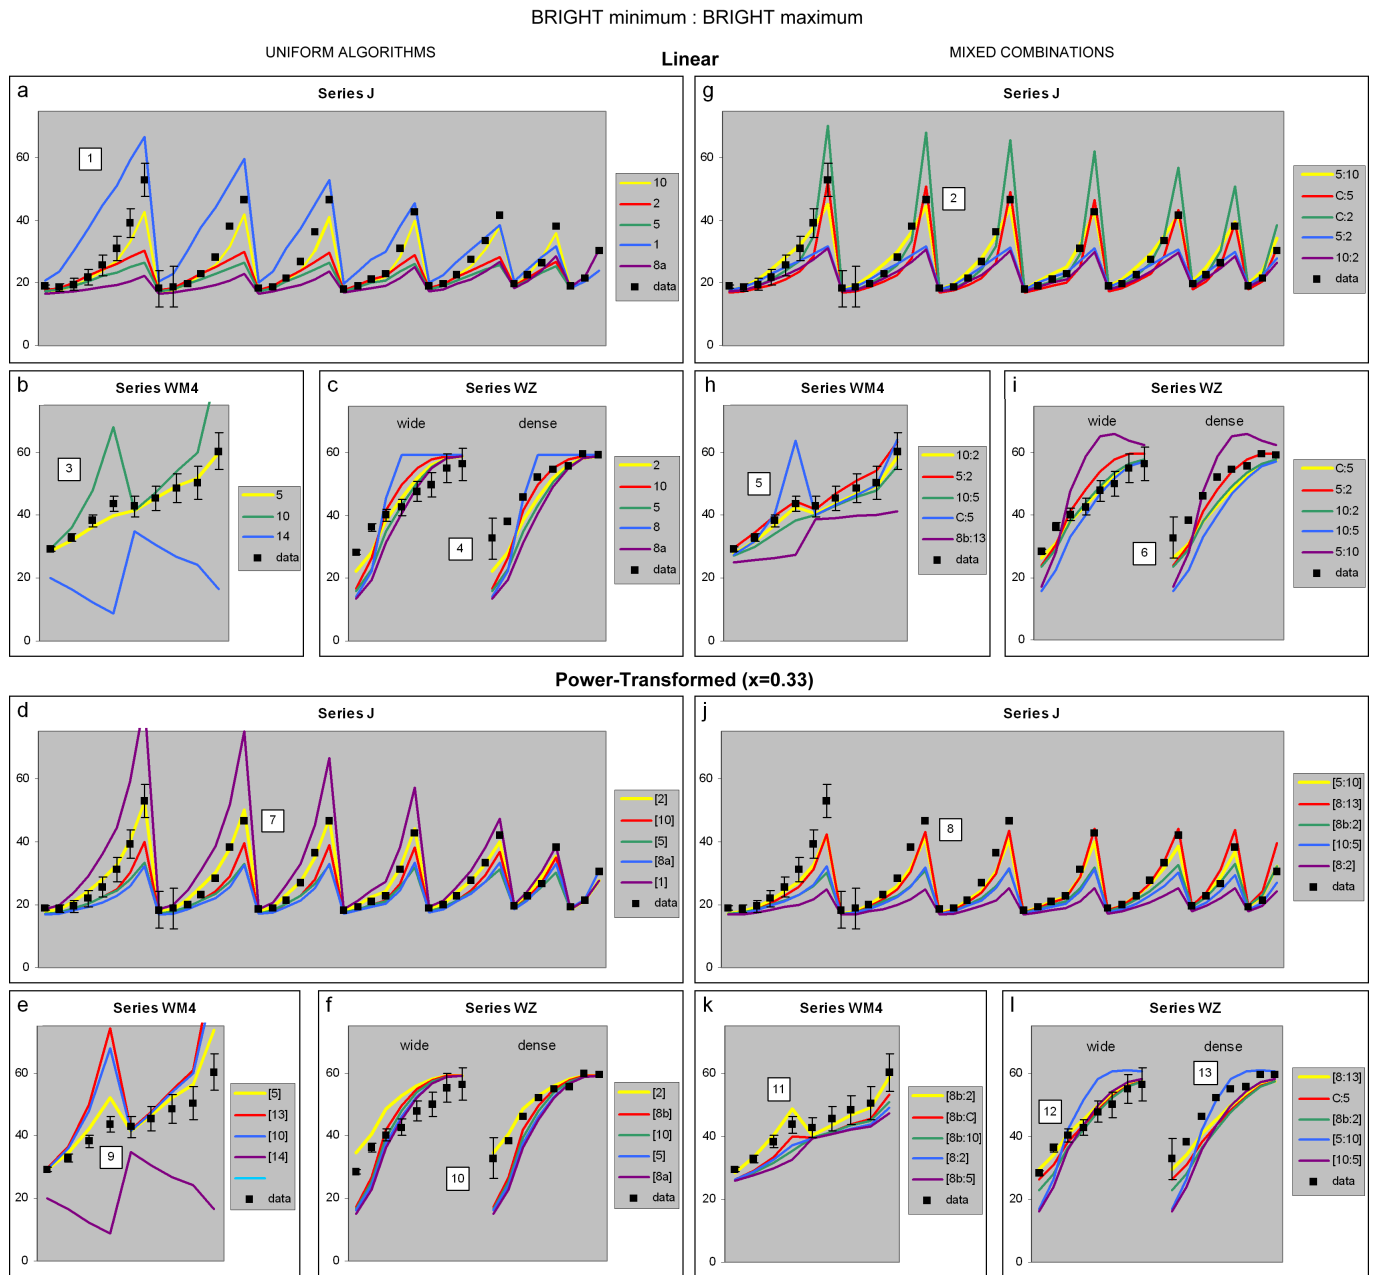 BRIGHT minimum : BRIGHT maximum
UNIFORM ALGORITHMS
MIXED COMBINATIONS
Linear
a
Series J
60
40
20
0
1
10
2
5
1
8a
data
g
Series J
60
40
20
0
2
5:10
C:5
C:2
5:2
10:2
data
b
Series WM4
60
40
20
0
3
5
10
14
data
c
Series WZ
wide
dense
60
40
20
0
4
2
10
5
8
8a
data
h
Series WM4
60
40
20
0
5
10:2
5:2
10:5
C:5
8b:13
data
i
Series WZ
wide
dense
60
40
20
0
6
C:5
5:2
10:2
10:5
5:10
data
Power-Transformed (x=0.33)
d
Series J
60
40
20
0
7
[2]
[10]
[5]
[8a]
[1]
data
j
Series J
60
40
20
0
8
[5:10]
[8:13]
[8b:2]
[10:5]
[8:2]
data
e
Series WM4
60
40
20
0
9
[5]
[13]
[10]
[14]
data
f
Series WZ
wide
dense
60
40
20
0
10
[2]
[8b]
[10]
[5]
[8a]
data
k
Series WM4
60
40
20
0
11
[8b:2]
[8b:C]
[8b:10]
[8:2]
[8b:5]
data
l
Series WZ
wide
dense
60
40
20
0
12
13
[8:13]
C:5
[8b:2]
[5:10]
[10:5]
data